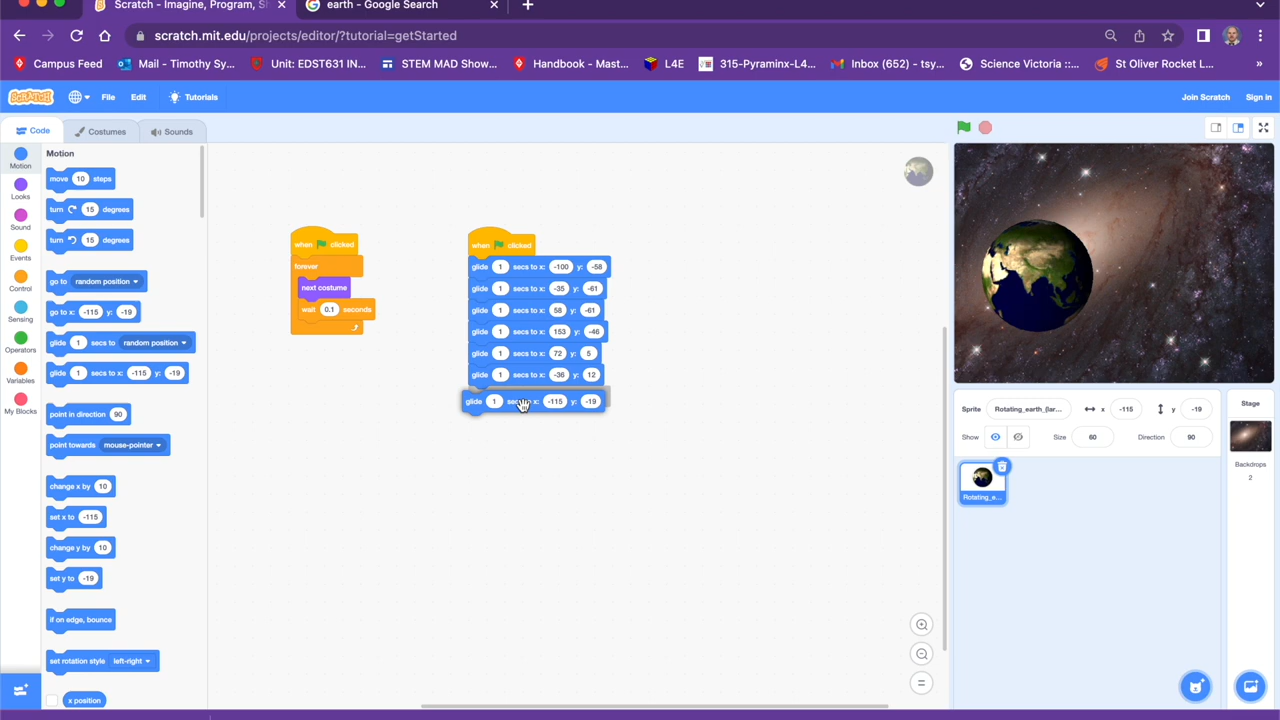 Scratch - Imagine, Program, S
earth - Google Search
scratch.mit.edu/projects/editor/?tutorial=getStarted
Campus Feed
Mail - Timothy Sy...
Unit: EDST631 IN...
STEM MAD Show...
Handbook - Mast...
L4E
315-Pyraminx-L4...
Inbox (652) - tsy...
Science Victoria ::...
St Oliver Rocket L...
»
SCRATCH
File
Edit
Tutorials
Join Scratch
Sign in
Code
Costumes
Sounds
Motion
Looks
Sound
Events
Control
Sensing
Operators
Variables
My Blocks
Motion
move 10 steps
turn 15 degrees
turn 15 degrees
go to random position
go to x: -115 y: -19
glide 1 secs to random position
glide 1 secs to x: -115 y: -19
point in direction 90
point towards mouse-pointer
change x by 10
set x to -115
change y by 10
set y to -19
if on edge, bounce
set rotation style left-right
x position
when clicked
forever
next costume
wait 0.1 seconds
when clicked
glide 1 secs to x: -100 y: -58
glide 1 secs to x: -35 y: -61
glide 1 secs to x: 58 y: -61
glide 1 secs to x: 153 y: -46
glide 1 secs to x: 72 y: 5
glide 1 secs to x: -36 y: 12
glide 1 secs to x: -115 y: -19
Sprite Rotating_earth_(lar... x -115 y -19
Show Size 60 Direction 90
Rotating_e...
Stage
Backdrops
2